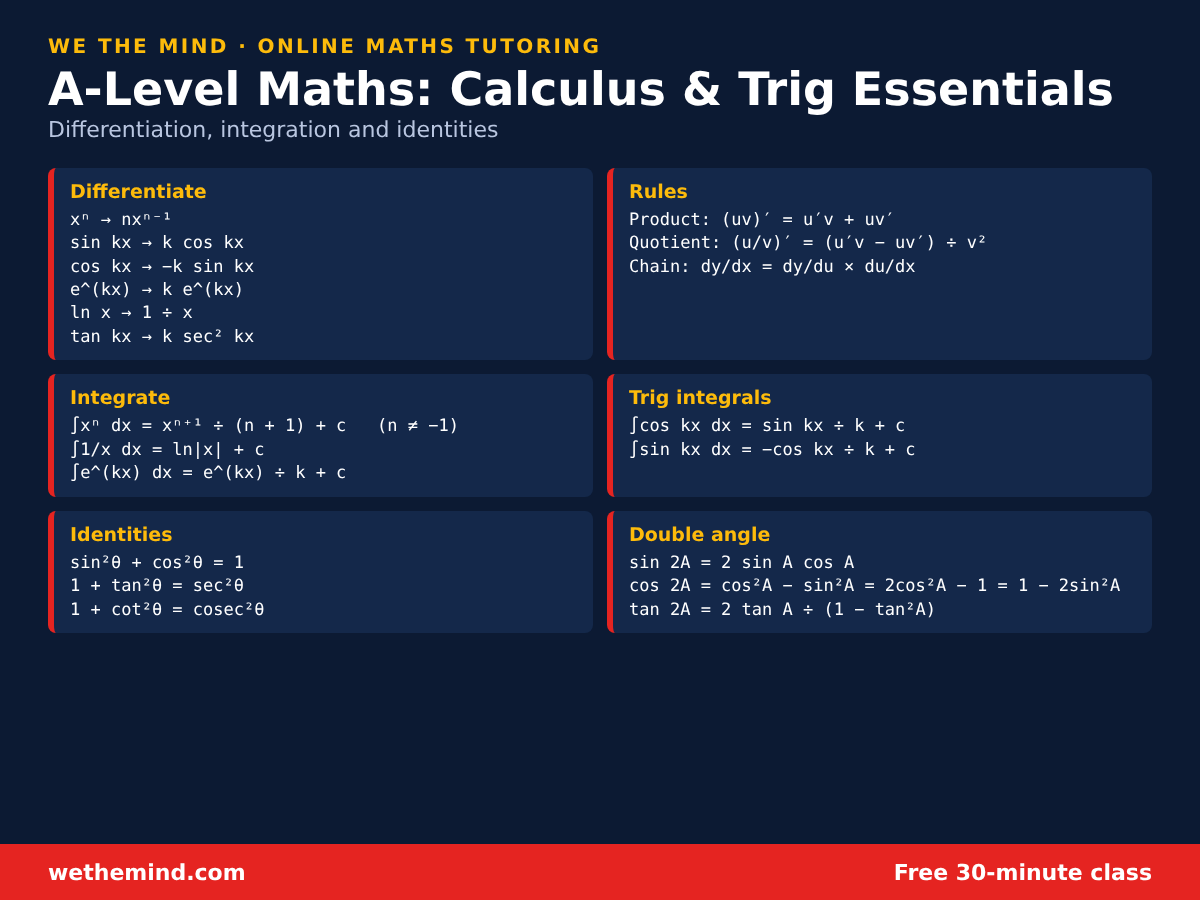 WE THE MIND · ONLINE MATHS TUTORING
A-Level Maths: Calculus & Trig Essentials
Differentiation, integration and identities
Differentiate
xⁿ → nxⁿ⁻¹
sin kx → k cos kx
cos kx → −k sin kx
e^(kx) → k e^(kx)
ln x → 1 ÷ x
tan kx → k sec² kx
Rules
Product: (uv)′ = u′v + uv′
Quotient: (u/v)′ = (u′v − uv′) ÷ v²
Chain: dy/dx = dy/du × du/dx
Integrate
∫xⁿ dx = xⁿ⁺¹ ÷ (n + 1) + c   (n ≠ −1)
∫1/x dx = ln|x| + c
∫e^(kx) dx = e^(kx) ÷ k + c
Trig integrals
∫cos kx dx = sin kx ÷ k + c
∫sin kx dx = −cos kx ÷ k + c
Identities
sin²θ + cos²θ = 1
1 + tan²θ = sec²θ
1 + cot²θ = cosec²θ
Double angle
sin 2A = 2 sin A cos A
cos 2A = cos²A − sin²A = 2cos²A − 1 = 1 − 2sin²A
tan 2A = 2 tan A ÷ (1 − tan²A)
wethemind.com
Free 30-minute class